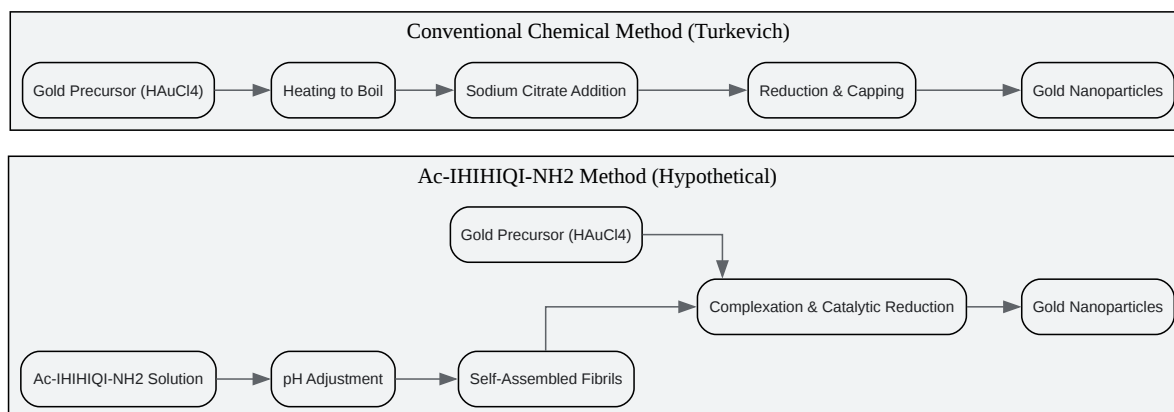 Conventional Chemical Method (Turkevich)
Gold Precursor (HAuCl4)
Heating to Boil
Sodium Citrate Addition
Reduction & Capping
Gold Nanoparticles
Ac-IHIHIQI-NH2 Method (Hypothetical)
Gold Precursor (HAuCl4)
Complexation & Catalytic Reduction
Gold Nanoparticles
Ac-IHIHIQI-NH2 Solution
pH Adjustment
Self-Assembled Fibrils